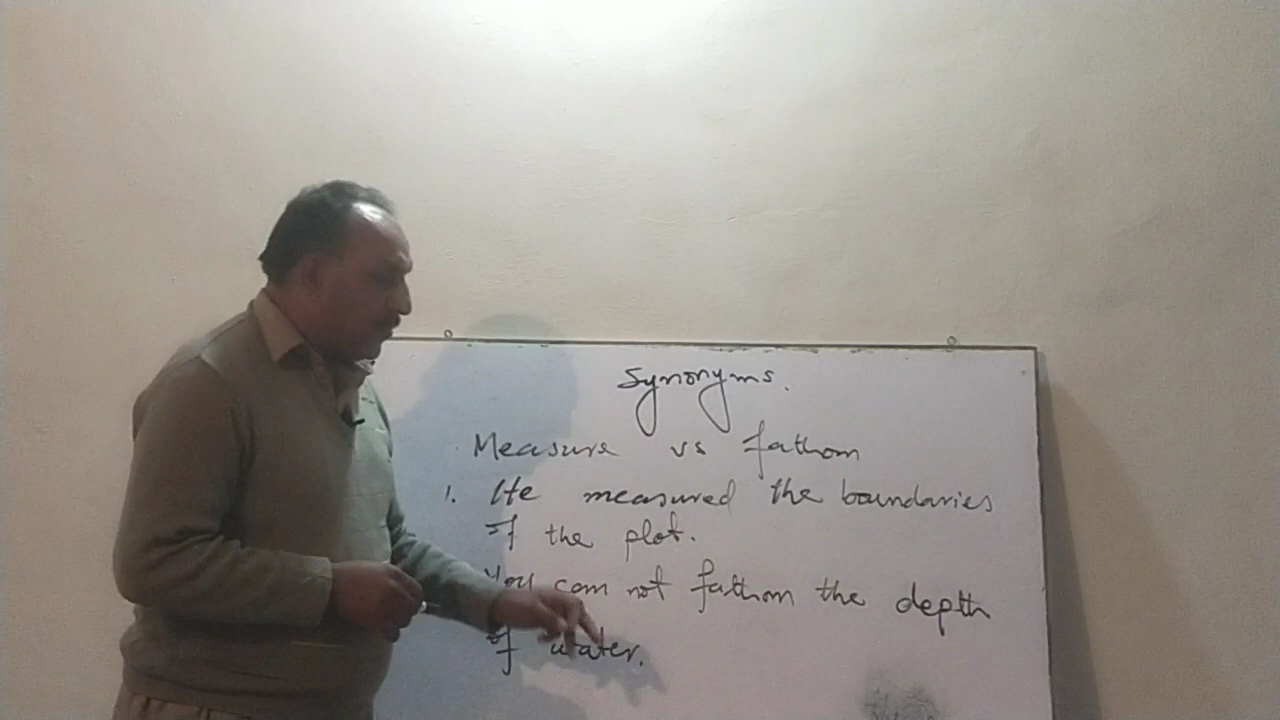 Synonyms.
Measure vs fathom
1. He measured the boundaries
of the plot.
You can not fathom the depth
of water.